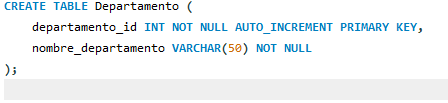 CREATE TABLE Departamento (
    departamento_id INT NOT NULL AUTO_INCREMENT PRIMARY KEY,
    nombre_departamento VARCHAR(50) NOT NULL
);